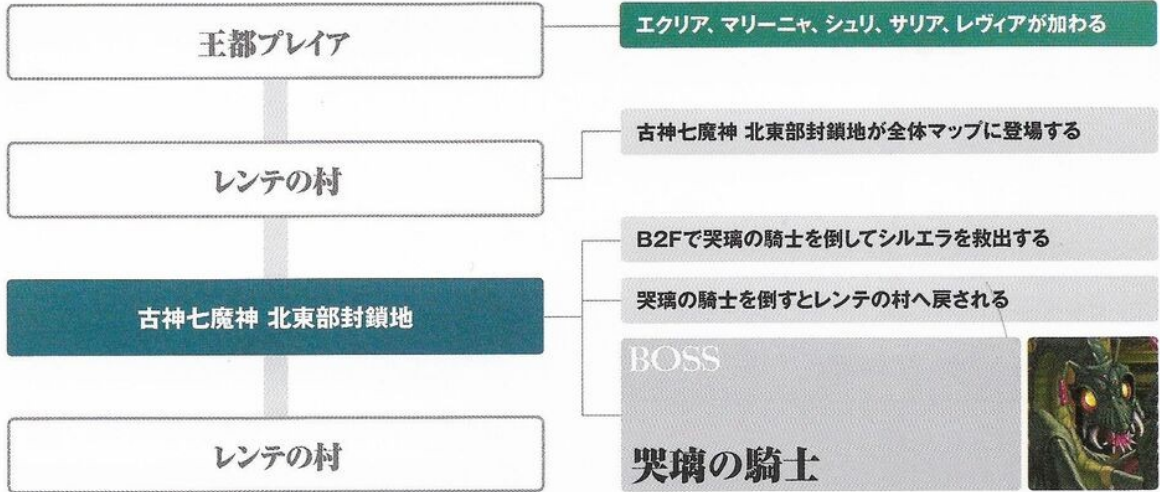 王都プレイア
エクリア、マリーニャ、シュリ、サリア、レヴィアが加わる
レンテの村
古神七魔神 北東部封鎖地が全体マップに登場する
古神七魔神 北東部封鎖地
B2Fで哭璃の騎士を倒してシルエラを救出する
哭璃の騎士を倒すとレンテの村へ戻される
BOSS
哭璃の騎士
レンテの村